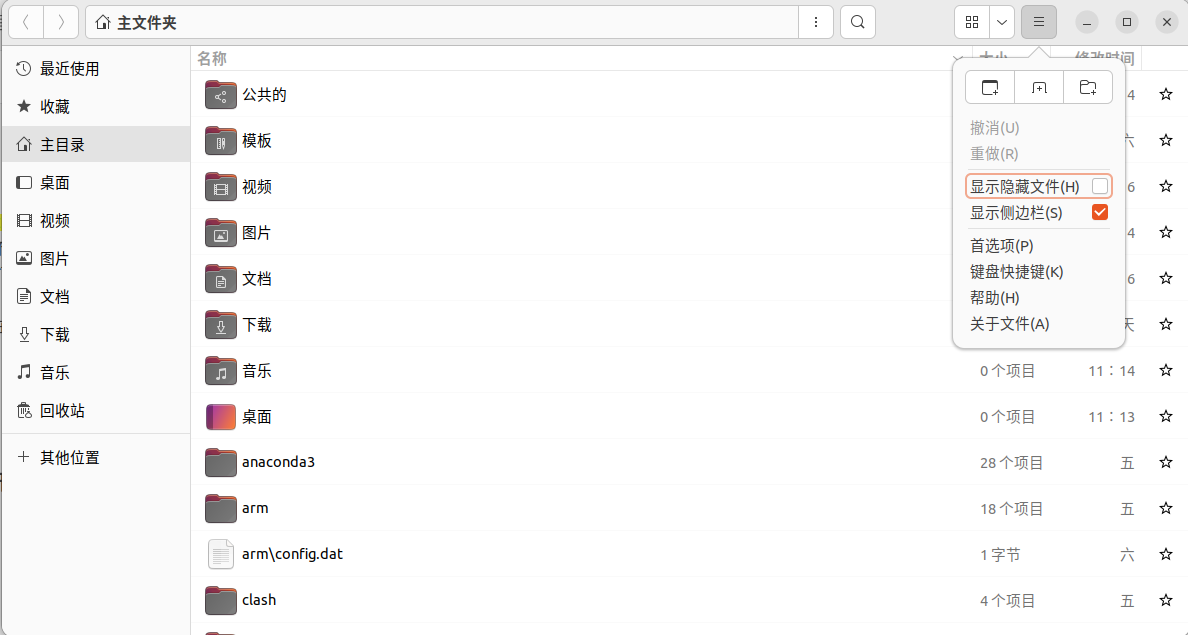 主文件夹
最近使用
收藏
主目录
桌面
视频
图片
文档
下载
音乐
回收站
其他位置
名称 大小 修改时间
公共的 4
模板 六
视频 6
图片 4
文档 6
下载 天
音乐 0 个项目 11：14
桌面 0 个项目 11：13
anaconda3 28 个项目 五
arm 18 个项目 五
arm\config.dat 1 字节 六
clash 4 个项目 五
撤消(U)
重做(R)
显示隐藏文件(H)
显示侧边栏(S)
首选项(P)
键盘快捷键(K)
帮助(H)
关于文件(A)